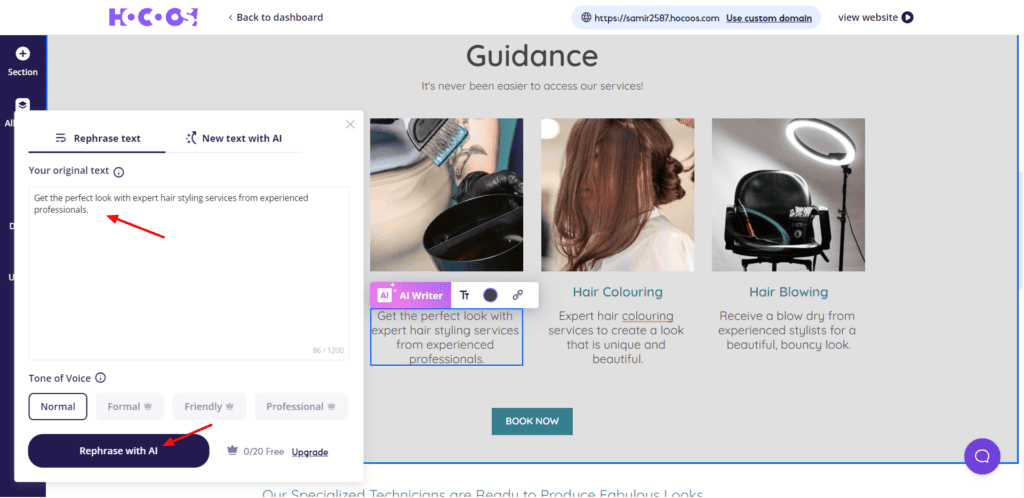 HOCOOS!
Back to dashboard
https://samir2587.hocoos.com Use custom domain
view website
Section
Guidance
It's never been easier to access our services!
Rephrase text
New text with AI
Your original text
Get the perfect look with expert hair styling services from experienced
professionals.
86 / 1200
Tone of Voice
Normal
Formal
Friendly
Professional
Rephrase with AI
0/20 Free Upgrade
AI AI Writer
Tт
Get the perfect look with
expert hair styling services
from experienced
professionals.
Hair Colouring
Expert hair colouring
services to create a look
that is unique and
beautiful.
Hair Blowing
Receive a blow dry from
experienced stylists for a
beautiful, bouncy look.
BOOK NOW
Our Specialized Technicians are Ready to Produce Fabulous Looks